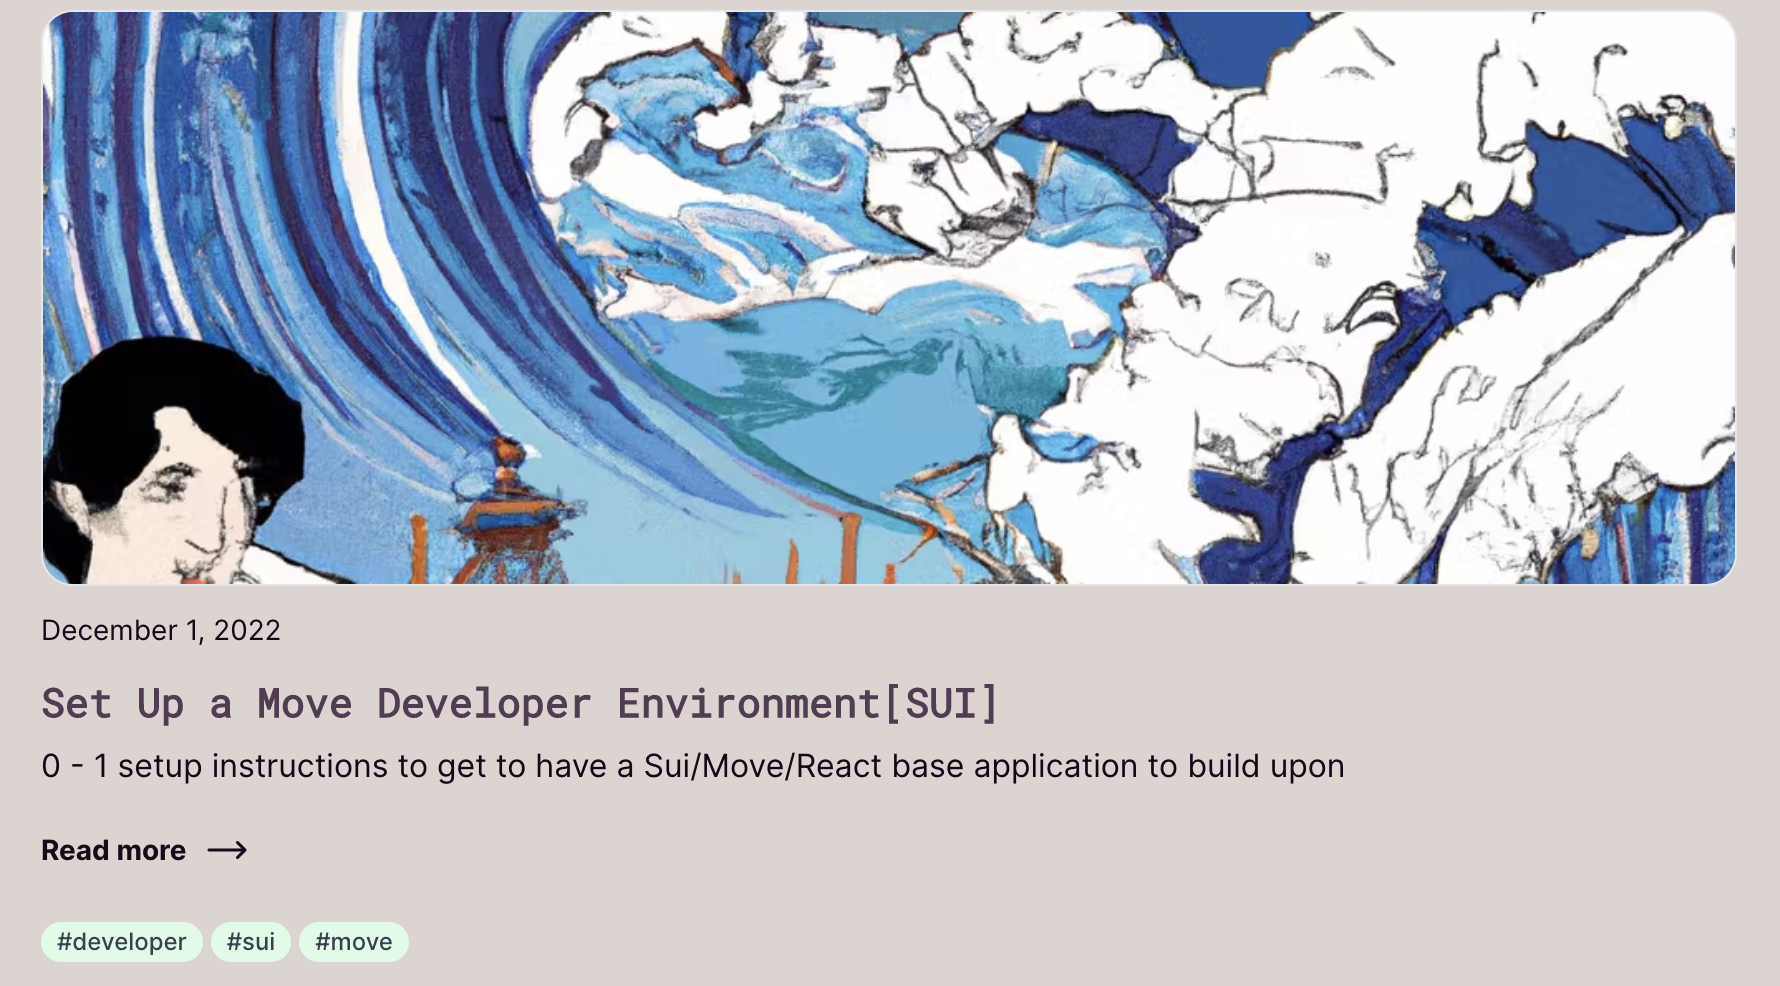 December 1, 2022
Set Up a Move Developer Environment[SUI]
0 - 1 setup instructions to get to have a Sui/Move/React base application to build upon
Read more
#developer #sui #move